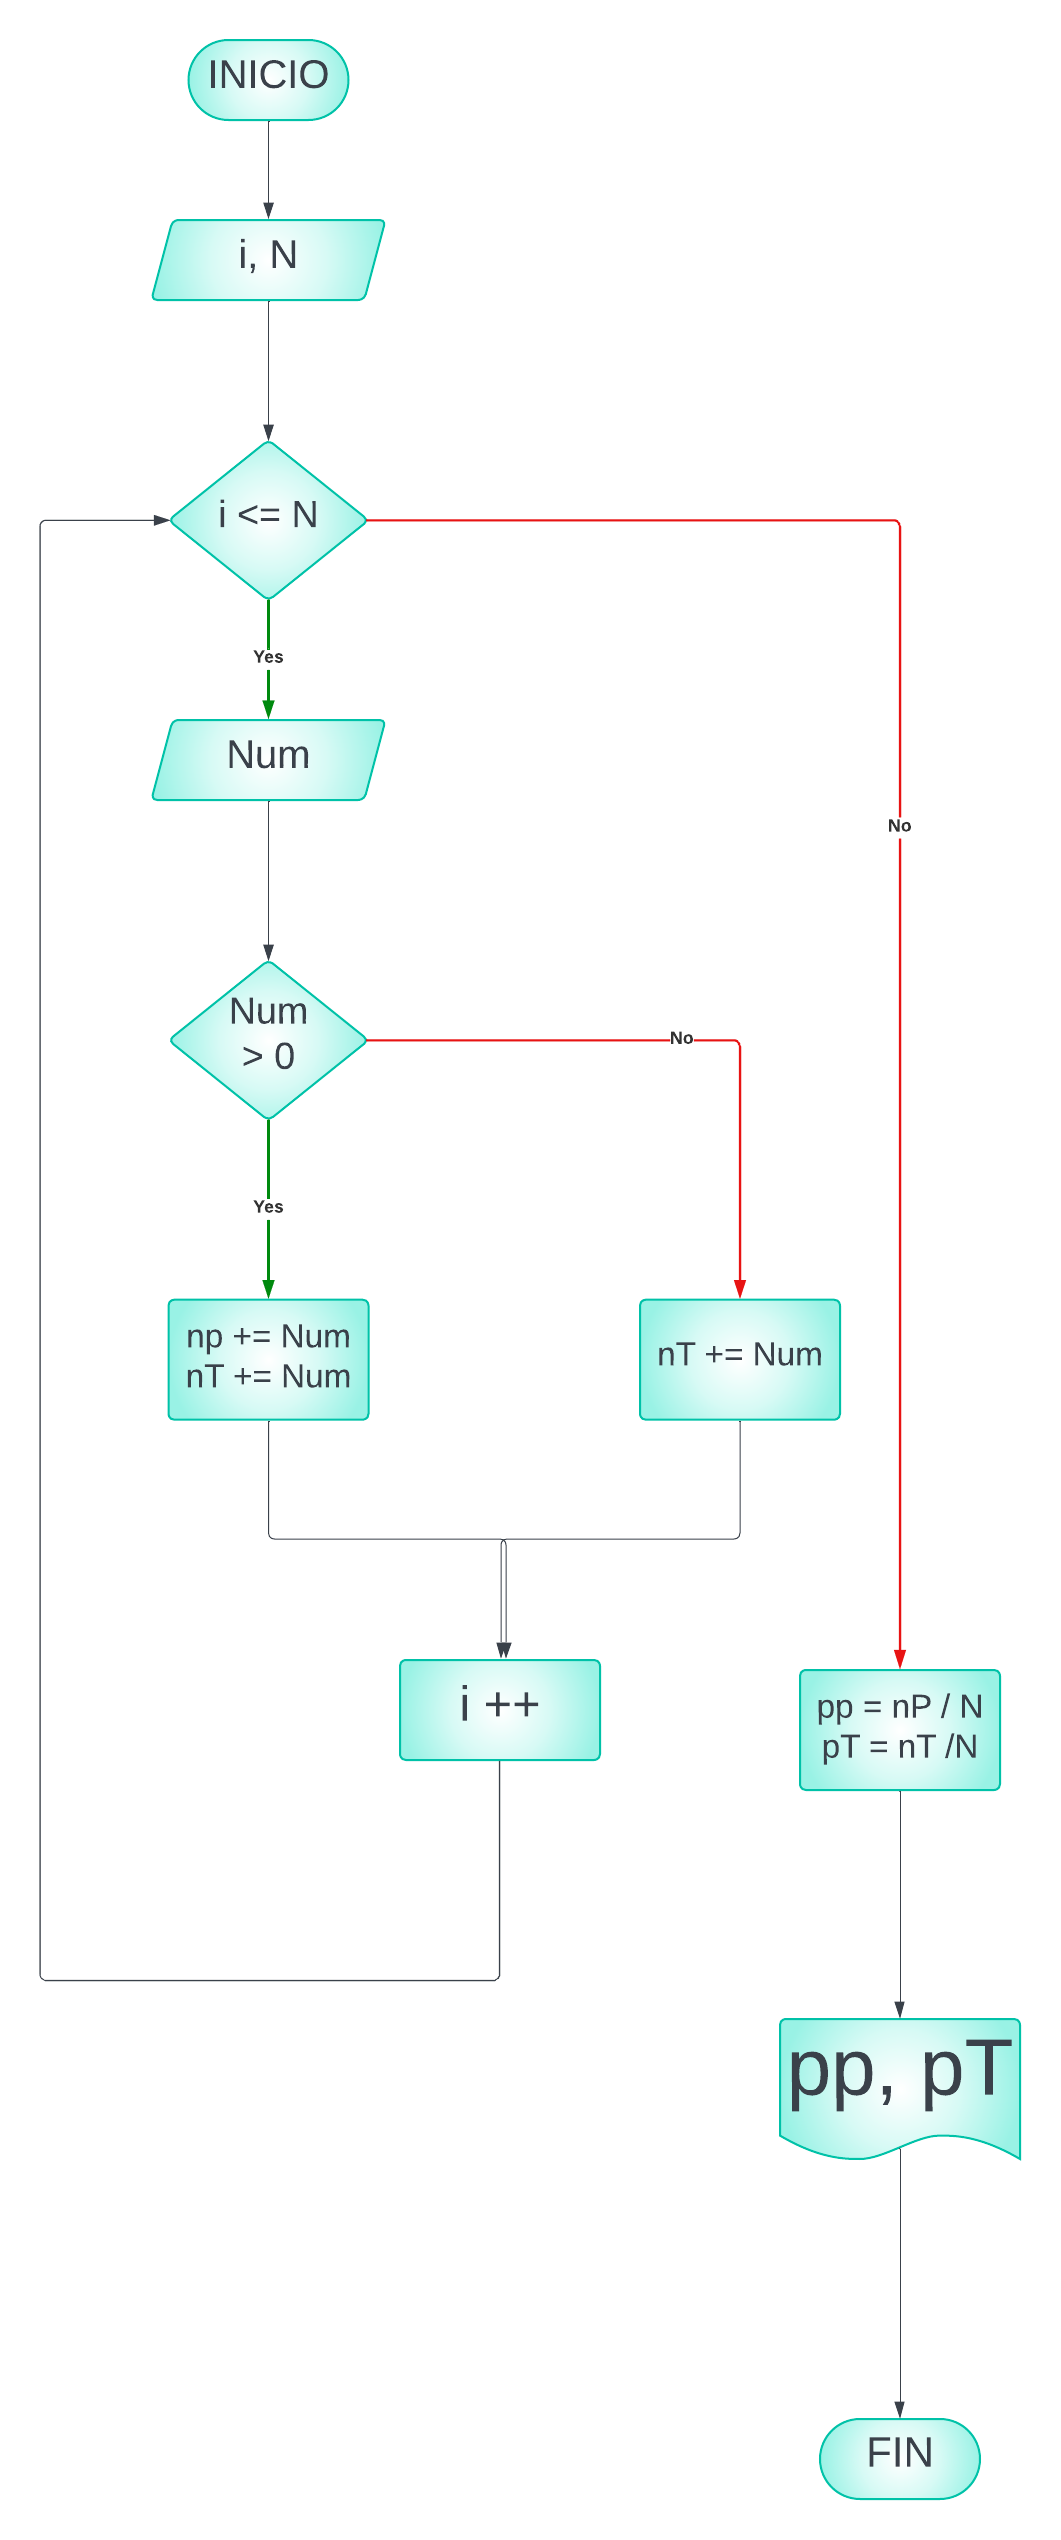 INICIO
i, N
i <= N
Yes
Num
No
Num
> 0
No
Yes
np += Num
nT += Num
nT += Num
i ++
pp = nP / N
pT = nT /N
pp, pT
FIN